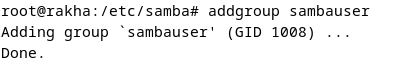 root@rakha:/etc/samba# addgroup sambauser
Adding group `sambauser' (GID 1008) ...
Done.